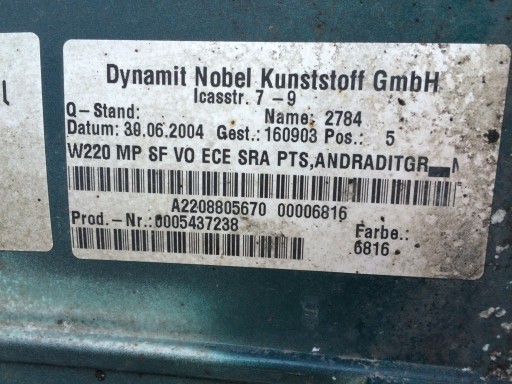 Dynamit Nobel Kunststoff GmbH
Icasstr. 7 -9
Q-Stand: Name: 2784
Datum: 30.06.2004 Gest.: 160903 Pos.: 5
W220 MP SF VO ECE SRA PTS,ANDRADITGR
A2208805670 00006816
Prod.-Nr.:0005437238 Farbe.:
6816